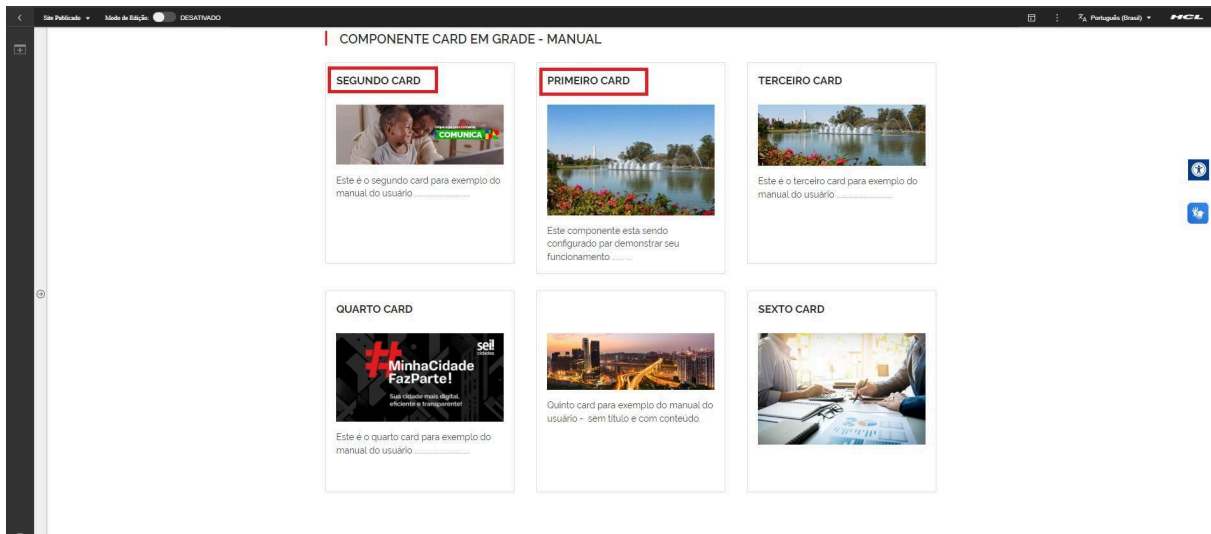 Site Publicado
Modo de Edição:
DESATIVADO
Português (Brasil)
HCL
COMPONENTE CARD EM GRADE - MANUAL
SEGUNDO CARD
COMUNICA
Este é o segundo card para exemplo do
manual do usuário ............................
PRIMEIRO CARD
Este componente esta sendo
configurado par demonstrar seu
funcionamento ...........
TERCEIRO CARD
Este é o terceiro card para exemplo do
manual do usuário ............................
QUARTO CARD
sei!
cidades
#MinhaCidade
FazParte!
Sua cidade mais digital,
eficiente e transparente!
Este é o quarto card para exemplo do
manual do usuário ............................
Quinto card para exemplo do manual do
usuário - sem título e com conteúdo.
SEXTO CARD